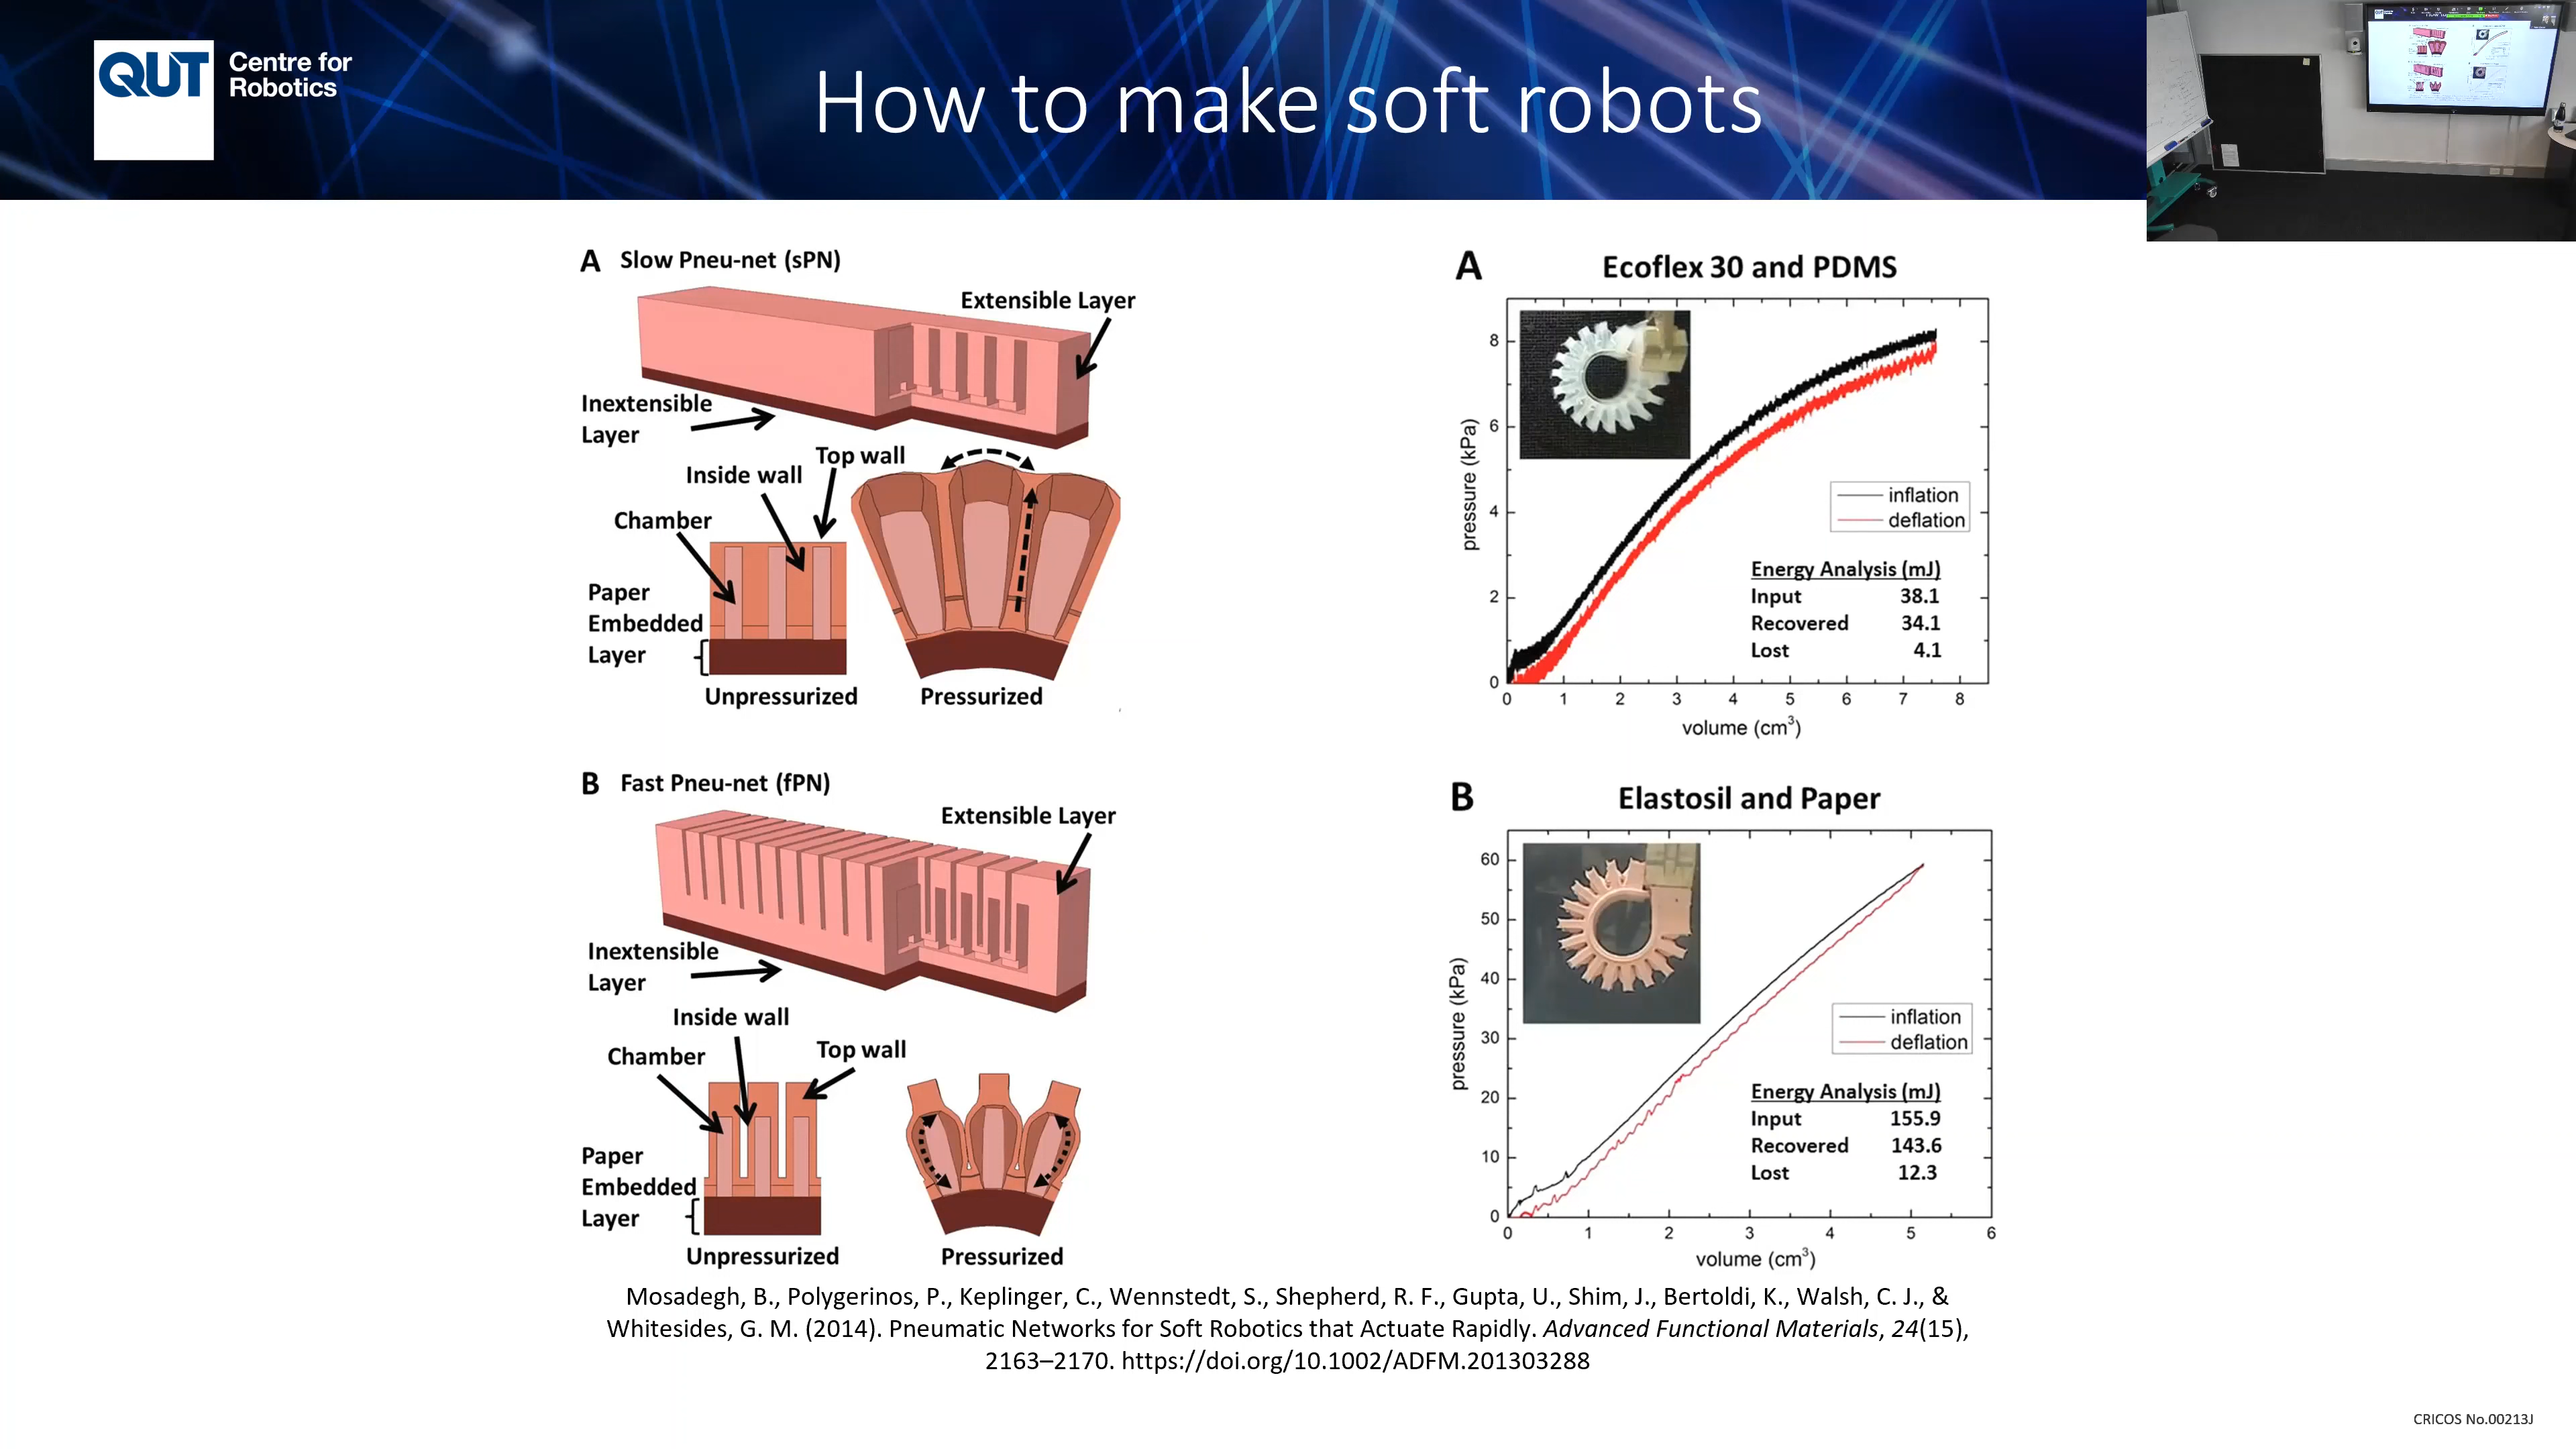 QUT
Centre for
Robotics
How to make soft robots
A Slow Pneu-net (sPN)
Extensible Layer
Inextensible
Layer
Top wall
Inside wall
Chamber
Paper
Embedded
Layer
Unpressurized
Pressurized
B Fast Pneu-net (fPN)
Extensible Layer
Inextensible
Layer
Inside wall
Chamber
Top wall
Paper
Embedded
Layer
Unpressurized
Pressurized
A Ecoflex 30 and PDMS
pressure (kPa)
8
6
4
2
0
inflation
deflation
Energy Analysis (mJ)
Input 38.1
Recovered 34.1
Lost 4.1
0 1 2 3 4 5 6 7 8
volume (cm³)
B Elastosil and Paper
pressure (kPa)
60
50
40
30
20
10
0
inflation
deflation
Energy Analysis (mJ)
Input 155.9
Recovered 143.6
Lost 12.3
0 1 2 3 4 5 6
volume (cm³)
Mosadegh, B., Polygerinos, P., Keplinger, C., Wennstedt, S., Shepherd, R. F., Gupta, U., Shim, J., Bertoldi, K., Walsh, C. J., &
Whitesides, G. M. (2014). Pneumatic Networks for Soft Robotics that Actuate Rapidly. Advanced Functional Materials, 24(15),
2163–2170. https://doi.org/10.1002/ADFM.201303288
CRICOS No.00213J